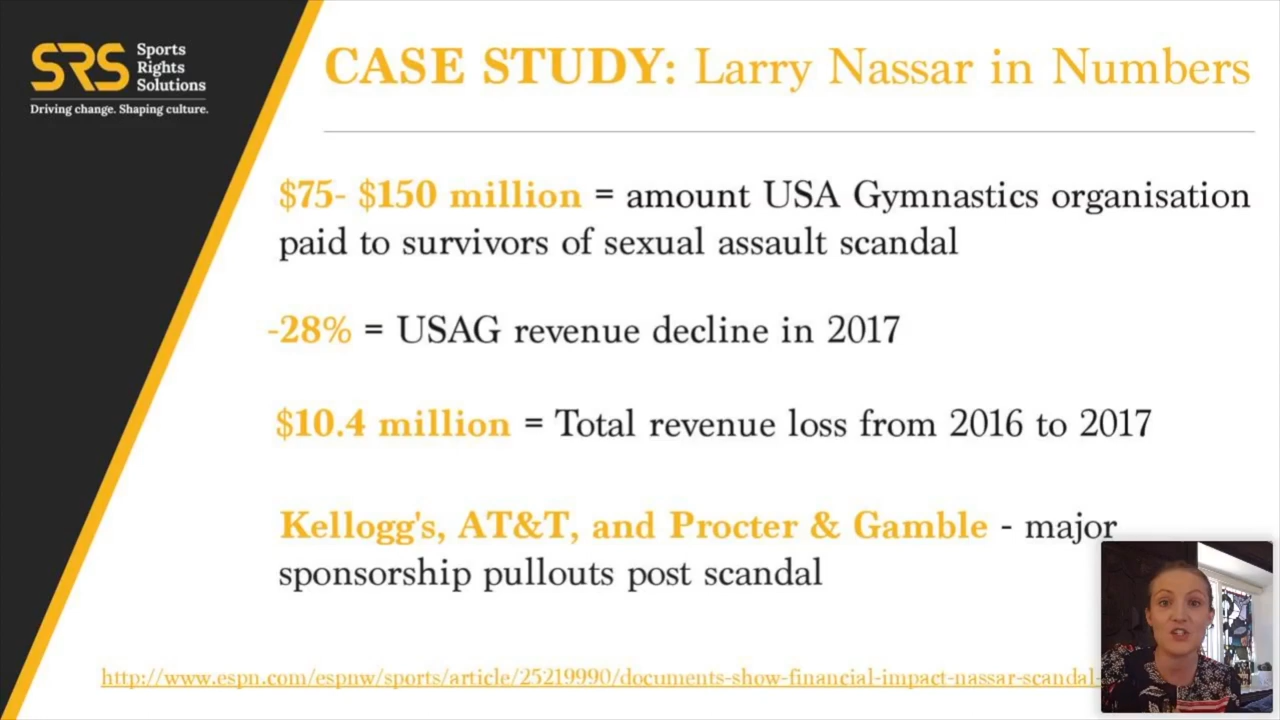 SRS Sports
Rights
Solutions
Driving change. Shaping culture.
CASE STUDY: Larry Nassar in Numbers
$75- $150 million = amount USA Gymnastics organisation
paid to survivors of sexual assault scandal
-28% = USAG revenue decline in 2017
$10.4 million = Total revenue loss from 2016 to 2017
Kellogg's, AT&T, and Procter & Gamble - major
sponsorship pullouts post scandal
http://www.espn.com/espnw/sports/article/25219990/documents-show-financial-impact-nassar-scandal-